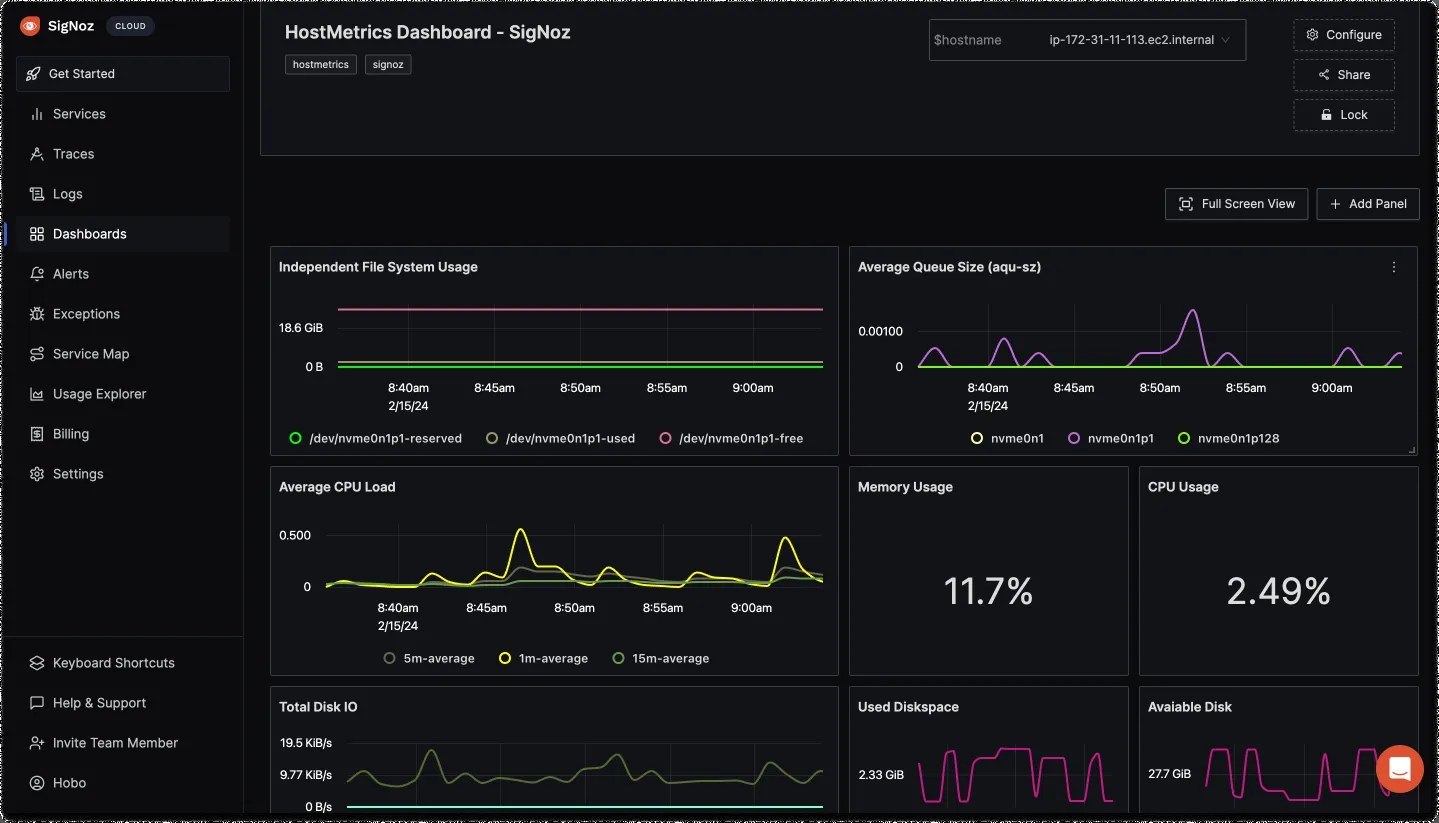 SigNoz CLOUD
Get Started
Services
Traces
Logs
Dashboards
Alerts
Exceptions
Service Map
Usage Explorer
Billing
Settings
Keyboard Shortcuts
Help & Support
Invite Team Member
Hobo
HostMetrics Dashboard - SigNoz
hostmetrics signoz
$hostname ip-172-31-11-113.ec2.internal
Configure
Share
Lock
Full Screen View
+ Add Panel
Independent File System Usage
18.6 GiB
0 B
8:40am 8:45am 8:50am 8:55am 9:00am
2/15/24
/dev/nvme0n1p1-reserved /dev/nvme0n1p1-used /dev/nvme0n1p1-free
Average Queue Size (aqu-sz)
0.00100
0
8:40am 8:45am 8:50am 8:55am 9:00am
2/15/24
nvme0n1 nvme0n1p1 nvme0n1p128
Average CPU Load
0.500
0
8:40am 8:45am 8:50am 8:55am 9:00am
2/15/24
5m-average 1m-average 15m-average
Memory Usage
11.7%
CPU Usage
2.49%
Total Disk IO
19.5 KiB/s
9.77 KiB/s
0 B/s
Used Diskspace
2.33 GiB
Avaiable Disk
27.7 GiB